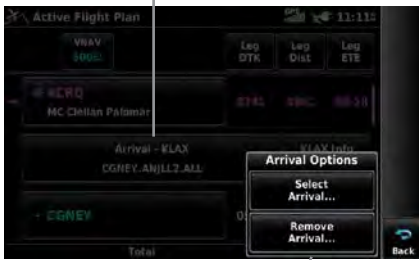 Active Flight Plan
11:11
VNAV
Leg DTK
Leg Dist
Leg ETE
KCRQ
MC Clellan Palomar
Arrival - KLAX
KLAX Info
CGNEY.ANJLL2.ALL
Arrival Options
Select Arrival...
Remove Arrival...
CGNEY
Total
Back